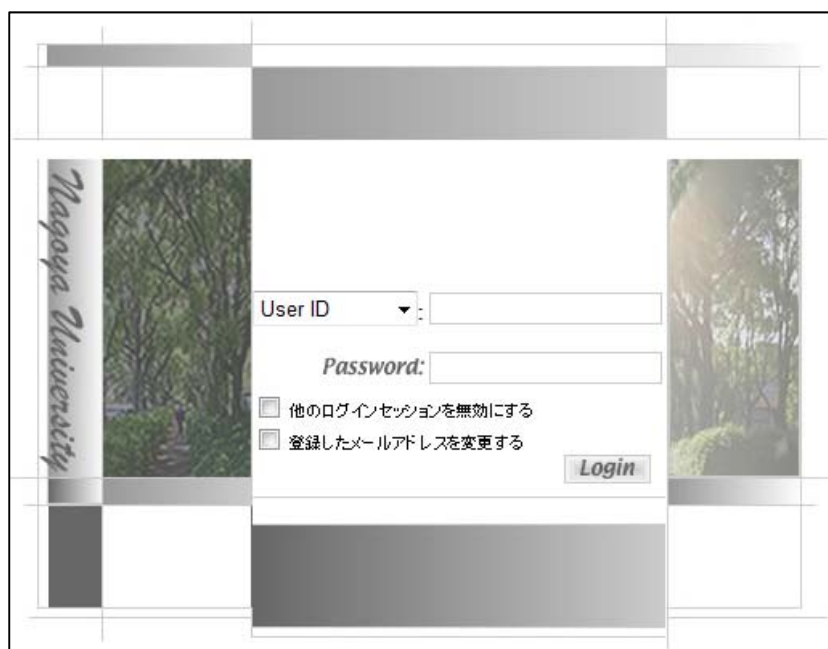 Nagoya University
User ID :
Password:
他のログインセッションを無効にする
登録したメールアドレスを変更する
Login